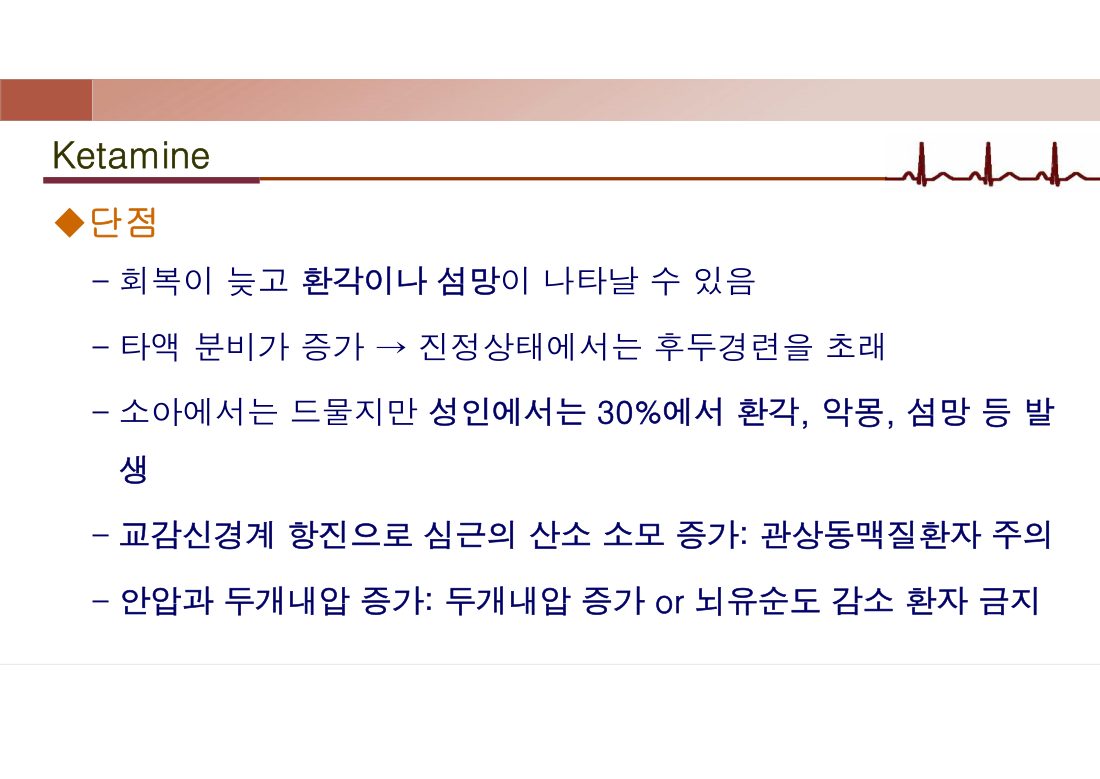 Ketamine
◆단점
– 회복이 늦고 환각이나 섬망이 나타날 수 있음
– 타액 분비가 증가 → 진정상태에서는 후두경련을 초래
– 소아에서는 드물지만 성인에서는 30%에서 환각, 악몽, 섬망 등 발
생
– 교감신경계 항진으로 심근의 산소 소모 증가: 관상동맥질환자 주의
– 안압과 두개내압 증가: 두개내압 증가 or 뇌유순도 감소 환자 금지